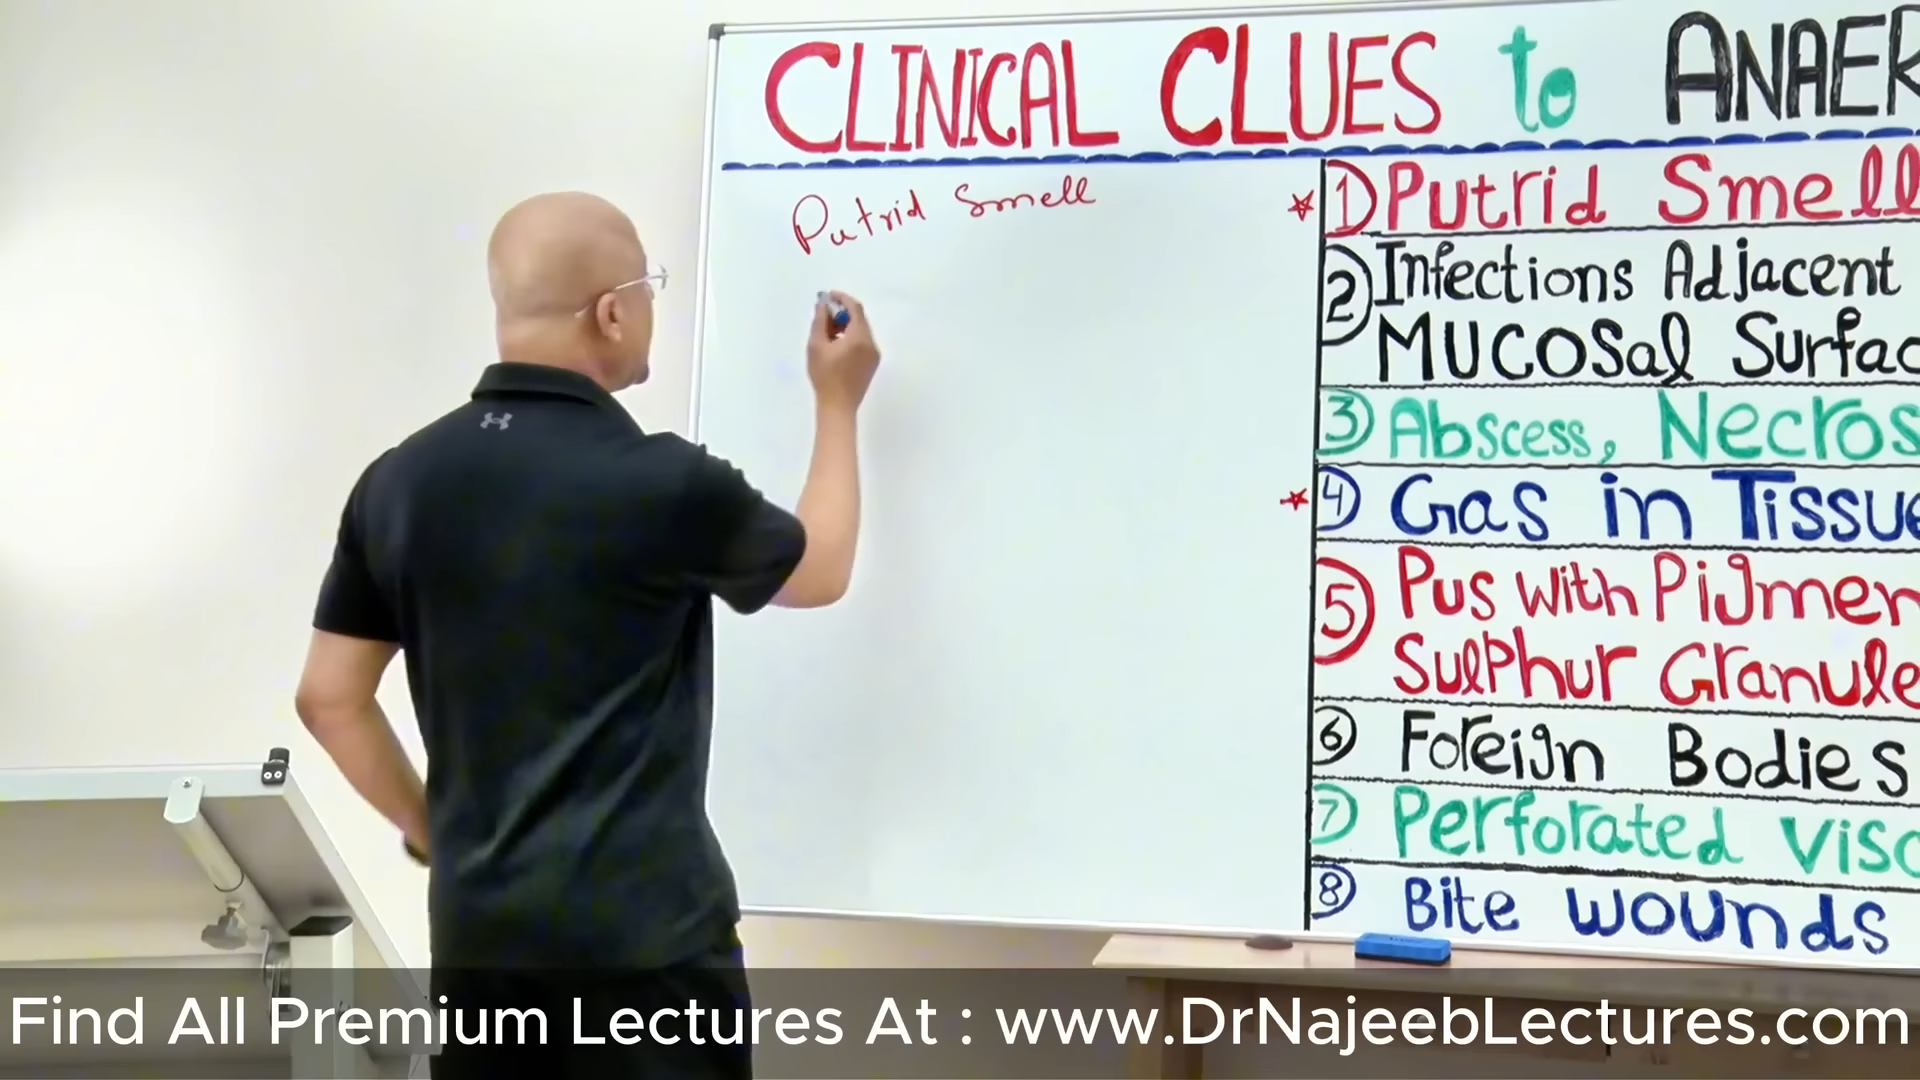 CLINICAL CLUES to ANAER
Putrid Smell
1) Putrid Smell
2) Infections Adjacent
Mucosal Surfac
3) Abscess, Necros
4) Gas in Tissue
5) Pus with Pigmen
Sulphur Granule
6) Foreign Bodies
7) Perforated Visc
8) Bite wounds
Find All Premium Lectures At : www.DrNajeebLectures.com